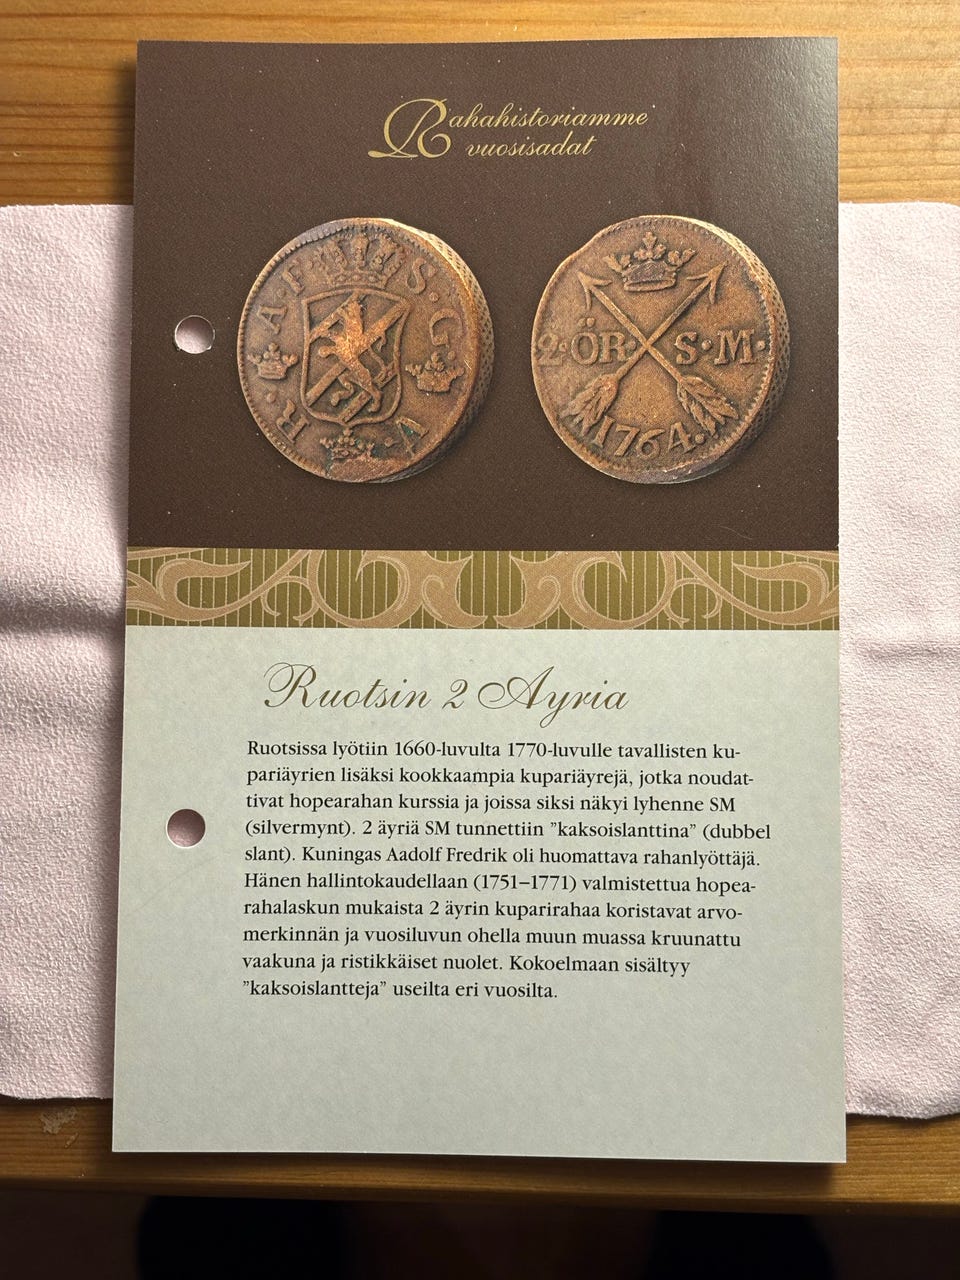 Rahahistoriamme
vuosisadat
A·F· S·G·
R· V·
2·ÖR· S·M·
1764·
Ruotsin 2 Äyriä
Ruotsissa lyötiin 1660-luvulta 1770-luvulle tavallisten ku-
pariäyrien lisäksi kookkaampia kupariäyrejä, jotka noudat-
tivat hopearahan kurssia ja joissa siksi näkyi lyhenne SM
(silvermynt). 2 äyriä SM tunnettiin ”kaksoislanttina” (dubbel
slant). Kuningas Aadolf Fredrik oli huomattava rahanlyöttäjä.
Hänen hallintokaudellaan (1751–1771) valmistettua hopea-
rahalaskun mukaista 2 äyrin kuparirahaa koristavat arvo-
merkinnän ja vuosiluvun ohella muun muassa kruunattu
vaakuna ja ristikkäiset nuolet. Kokoelmaan sisältyy
”kaksoislantteja” useilta eri vuosilta.